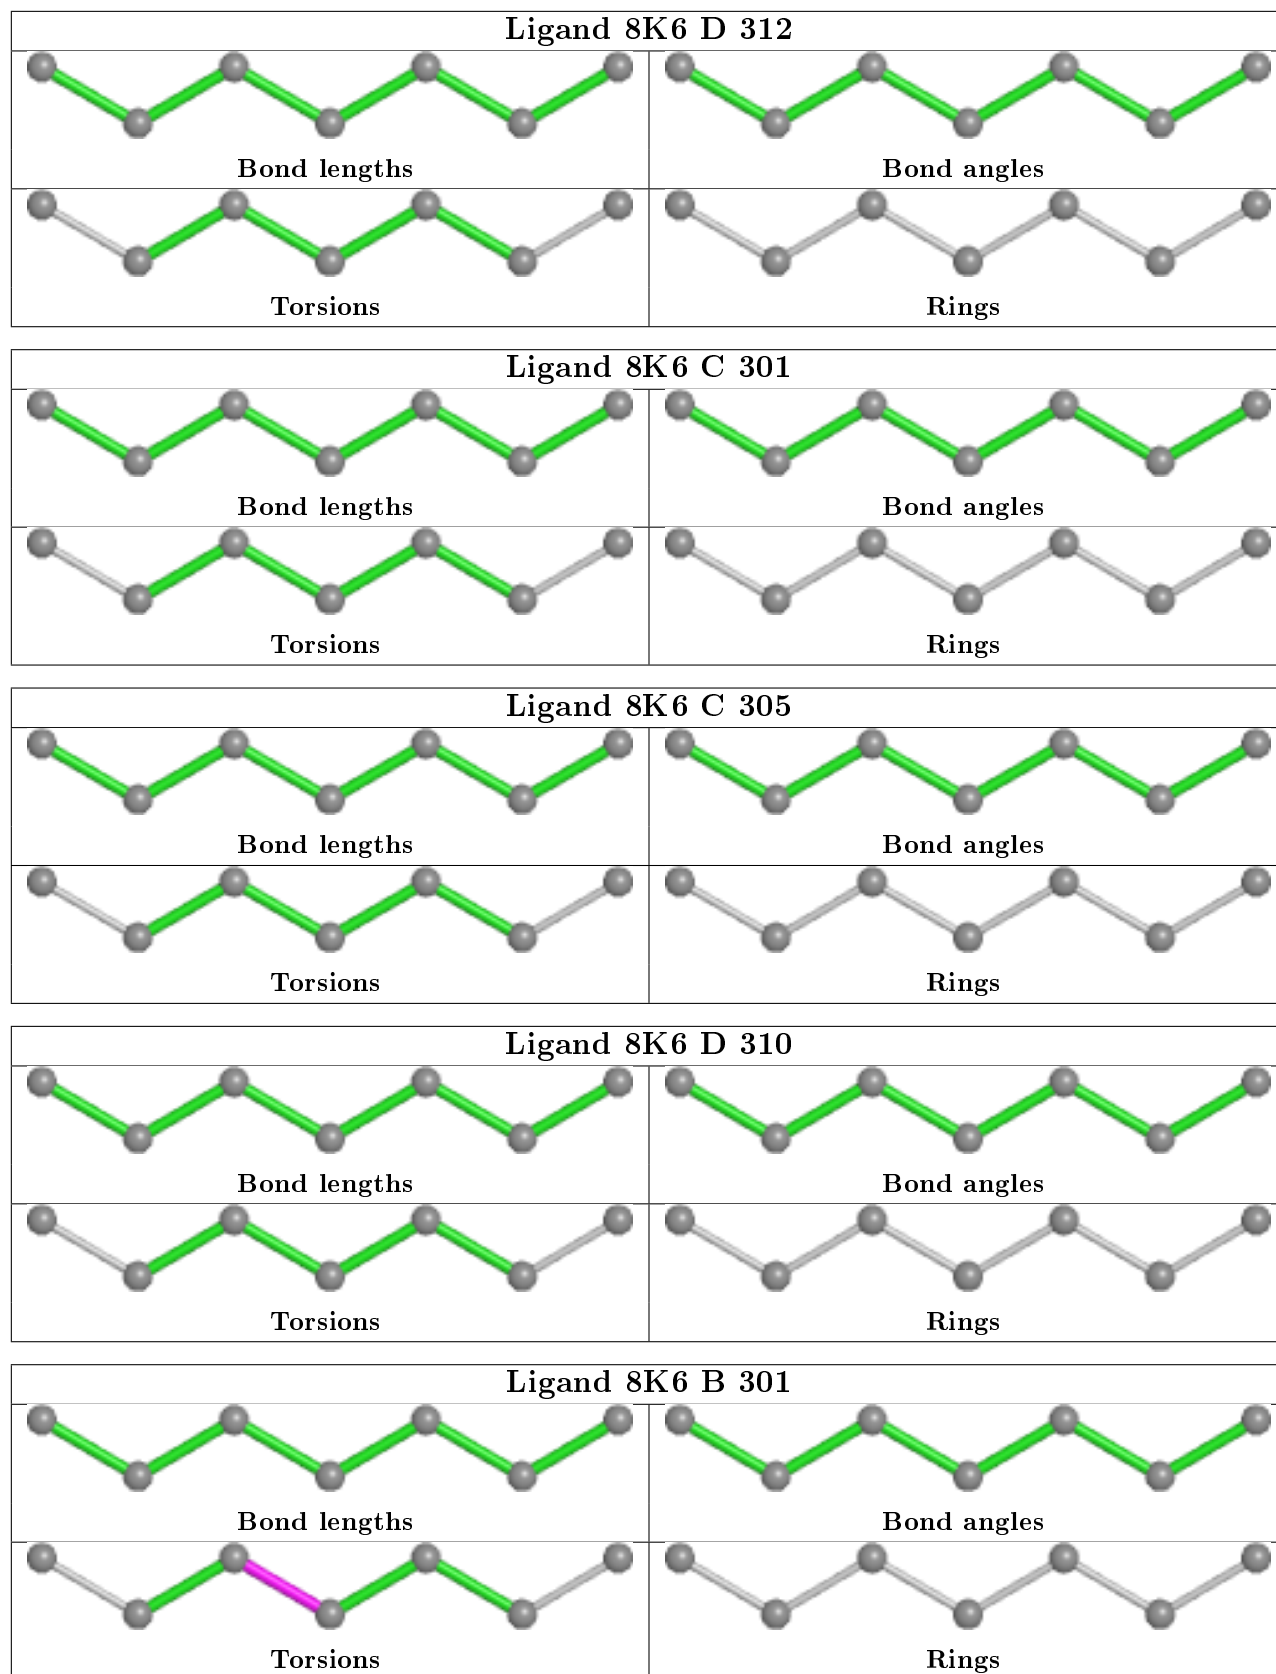 Ligand 8K6 D 312
Bond lengths Bond angles
Torsions Rings
Ligand 8K6 C 301
Bond lengths Bond angles
Torsions Rings
Ligand 8K6 C 305
Bond lengths Bond angles
Torsions Rings
Ligand 8K6 D 310
Bond lengths Bond angles
Torsions Rings
Ligand 8K6 B 301
Bond lengths Bond angles
Torsions Rings